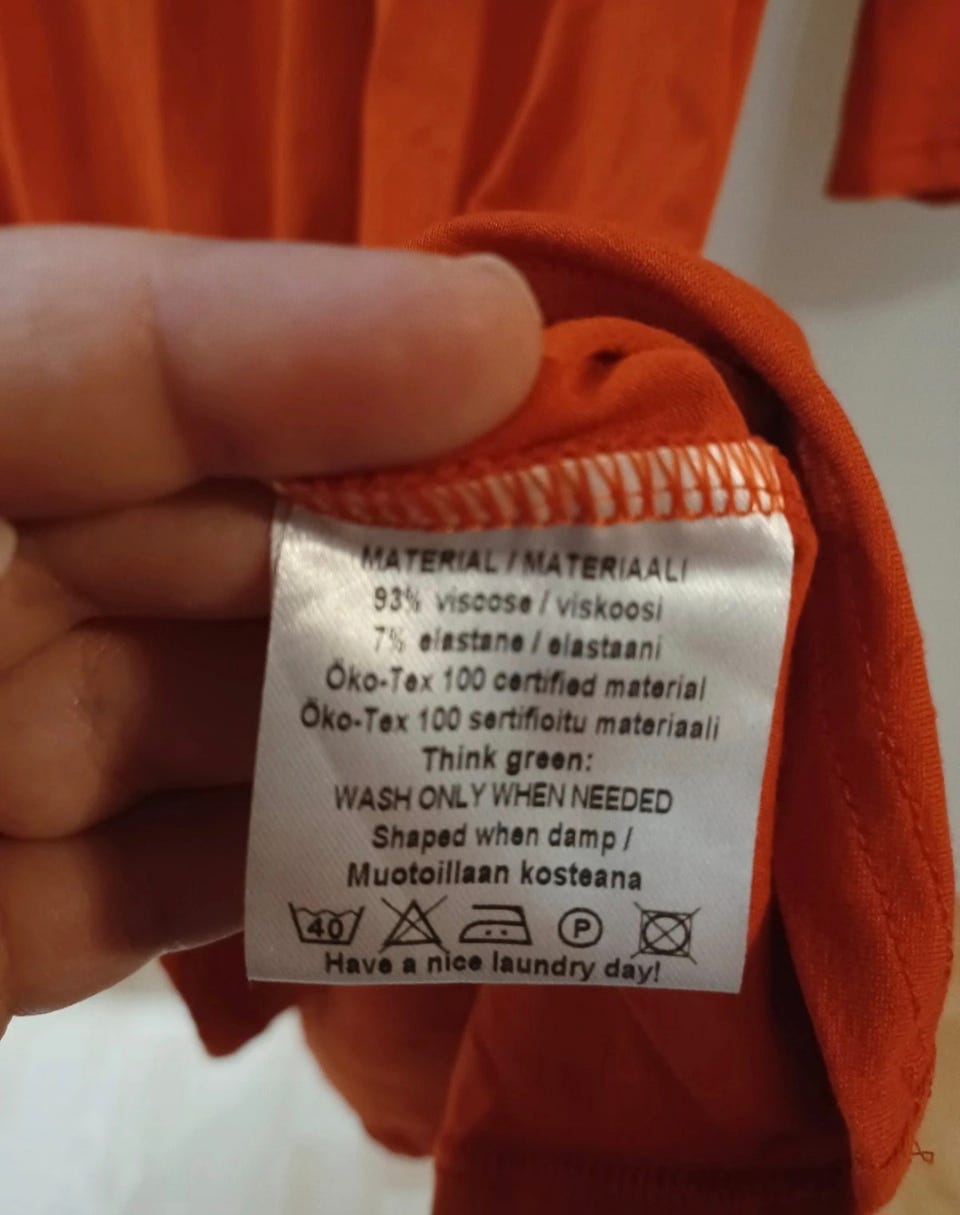 MATERIAL / MATERIAALI
93% viscose / viskoosi
7% elastane / elastaani
Öko-Tex 100 certified material
Öko-Tex 100 sertifioitu materiaali
Think green:
WASH ONLY WHEN NEEDED
Shaped when damp /
Muotoillaan kosteana
40 P
Have a nice laundry day!